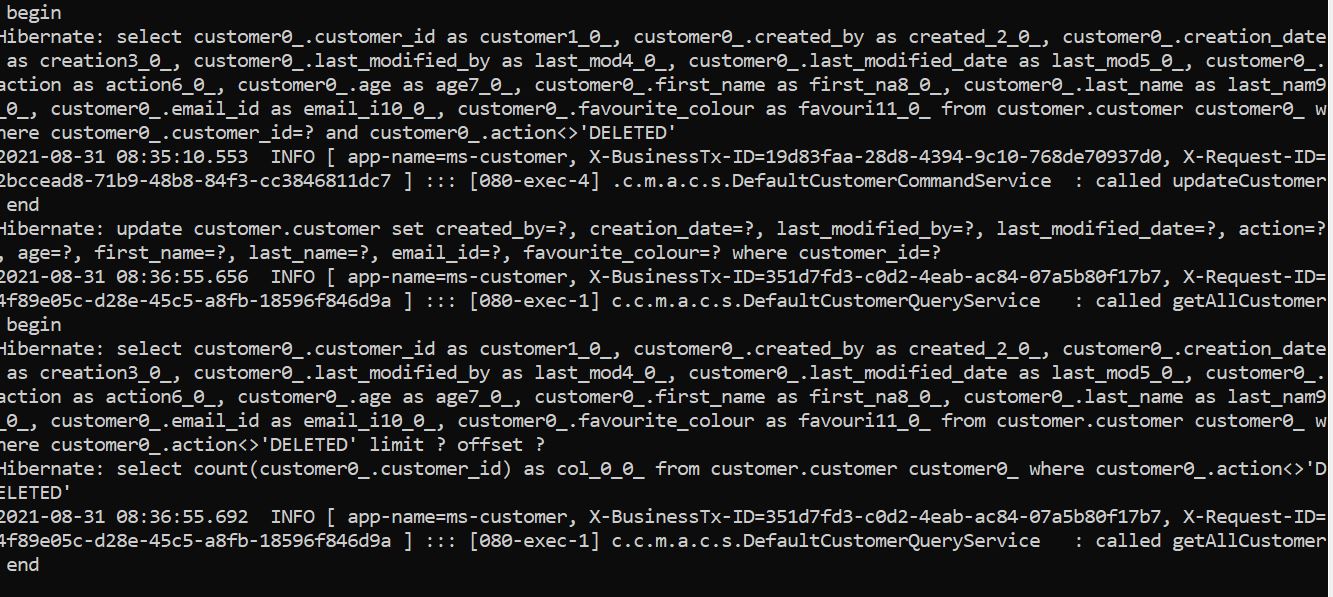 begin
Hibernate: select customer0_.customer_id as customer1_0_, customer0_.created_by as created_2_0_, customer0_.creation_date
 as creation3_0_, customer0_.last_modified_by as last_mod4_0_, customer0_.last_modified_date as last_mod5_0_, customer0_.
action as action6_0_, customer0_.age as age7_0_, customer0_.first_name as first_na8_0_, customer0_.last_name as last_nam9
_0_, customer0_.email_id as email_i10_0_, customer0_.favourite_colour as favouri11_0_ from customer.customer customer0_ w
here customer0_.customer_id=? and customer0_.action<>'DELETED'
2021-08-31 08:35:10.553  INFO [ app-name=ms-customer, X-BusinessTx-ID=19d83faa-28d8-4394-9c10-768de70937d0, X-Request-ID=
2bccead8-71b9-48b8-84f3-cc3846811dc7 ] ::: [080-exec-4] .c.m.a.c.s.DefaultCustomerCommandService  : called updateCustomer
 end
Hibernate: update customer.customer set created_by=?, creation_date=?, last_modified_by=?, last_modified_date=?, action=?
, age=?, first_name=?, last_name=?, email_id=?, favourite_colour=? where customer_id=?
2021-08-31 08:36:55.656  INFO [ app-name=ms-customer, X-BusinessTx-ID=351d7fd3-c0d2-4eab-ac84-07a5b80f17b7, X-Request-ID=
4f89e05c-d28e-45c5-a8fb-18596f846d9a ] ::: [080-exec-1] c.c.m.a.c.s.DefaultCustomerQueryService   : called getAllCustomer
 begin
Hibernate: select customer0_.customer_id as customer1_0_, customer0_.created_by as created_2_0_, customer0_.creation_date
 as creation3_0_, customer0_.last_modified_by as last_mod4_0_, customer0_.last_modified_date as last_mod5_0_, customer0_.
action as action6_0_, customer0_.age as age7_0_, customer0_.first_name as first_na8_0_, customer0_.last_name as last_nam9
_0_, customer0_.email_id as email_i10_0_, customer0_.favourite_colour as favouri11_0_ from customer.customer customer0_ w
here customer0_.action<>'DELETED' limit ? offset ?
Hibernate: select count(customer0_.customer_id) as col_0_0_ from customer.customer customer0_ where customer0_.action<>'D
ELETED'
2021-08-31 08:36:55.692  INFO [ app-name=ms-customer, X-BusinessTx-ID=351d7fd3-c0d2-4eab-ac84-07a5b80f17b7, X-Request-ID=
4f89e05c-d28e-45c5-a8fb-18596f846d9a ] ::: [080-exec-1] c.c.m.a.c.s.DefaultCustomerQueryService   : called getAllCustomer
 end